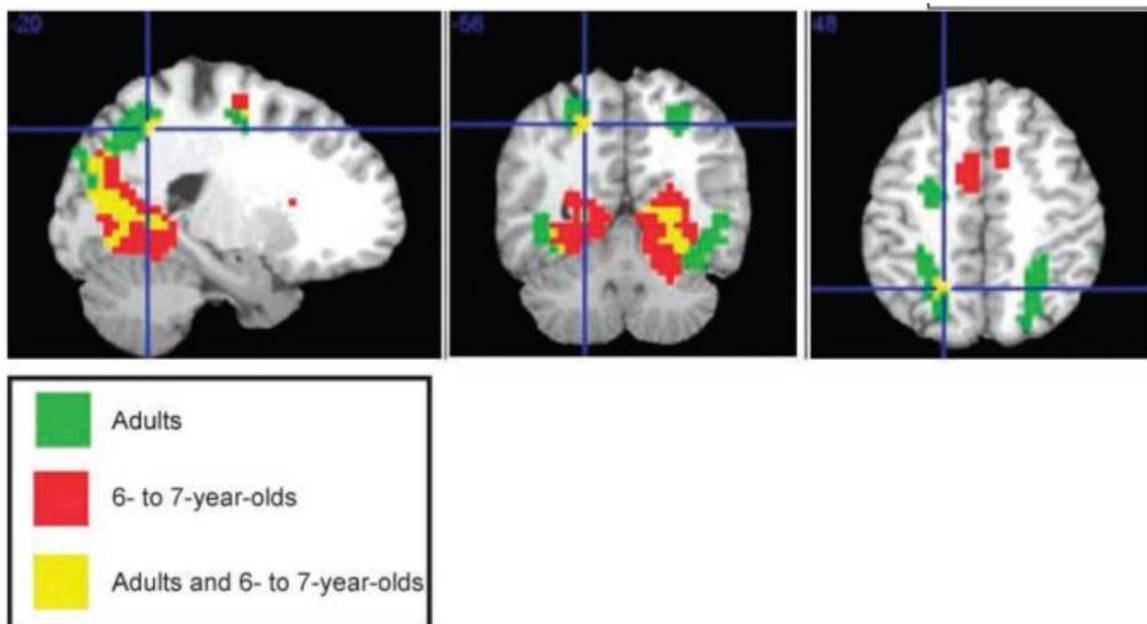 -20
-56
48
Adults
6- to 7-year-olds
Adults and 6- to 7-year-olds